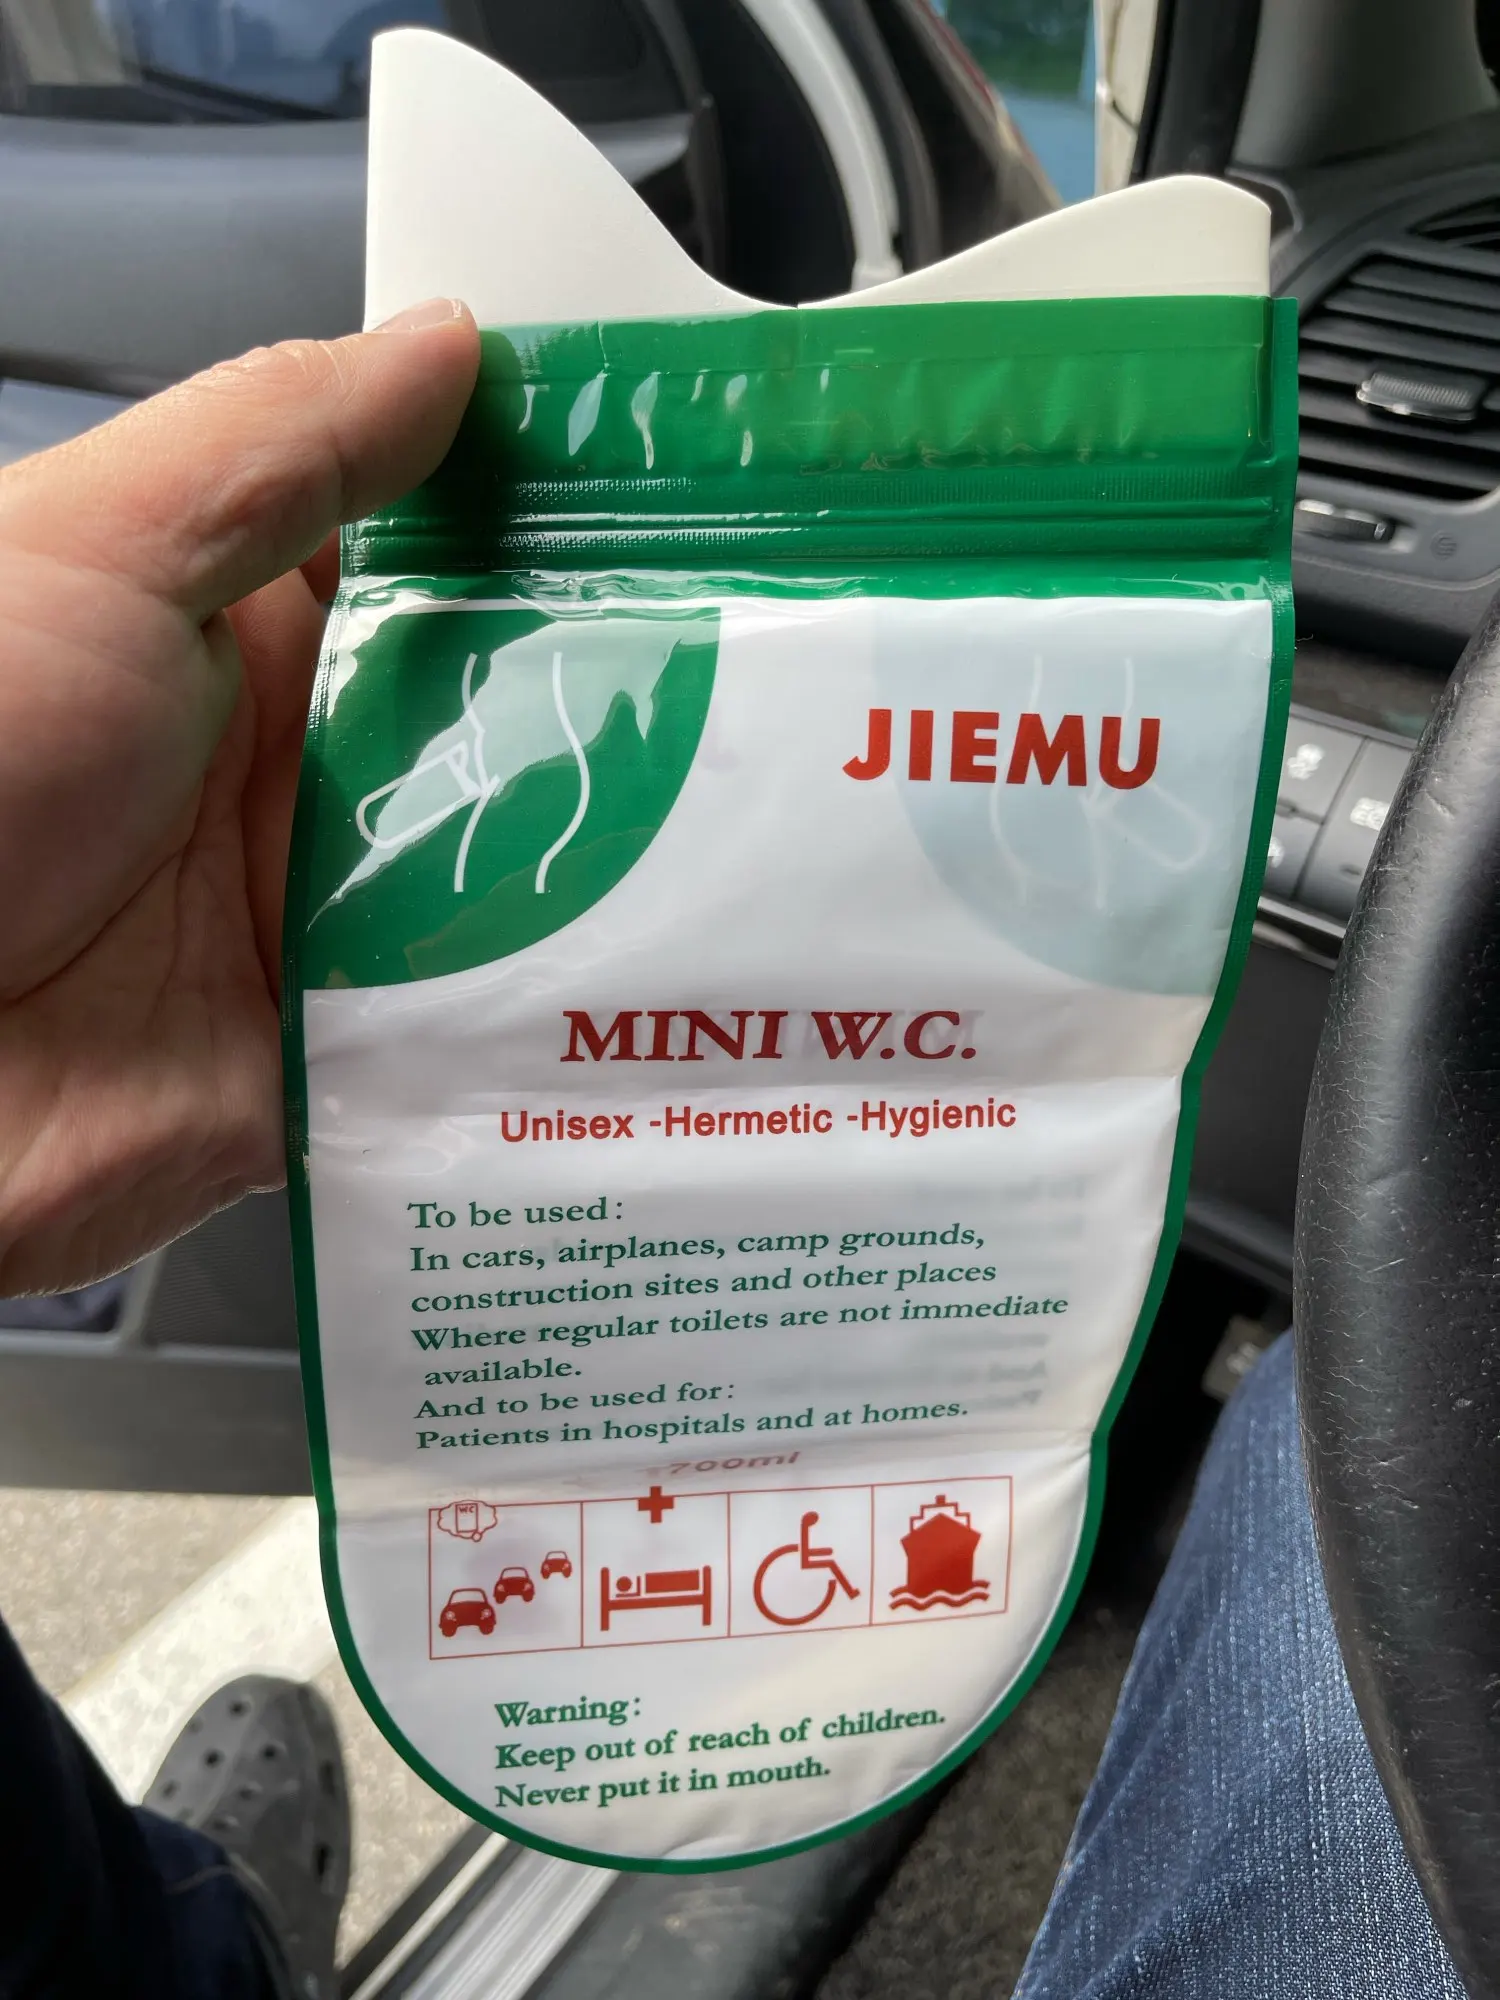 JIEMU
MINI W.C.
Unisex -Hermetic -Hygienic
To be used:
In cars, airplanes, camp grounds,
construction sites and other places
Where regular toilets are not immediate
available.
And to be used for:
Patients in hospitals and at homes.
700ml
WC
Warning:
Keep out of reach of children.
Never put it in mouth.